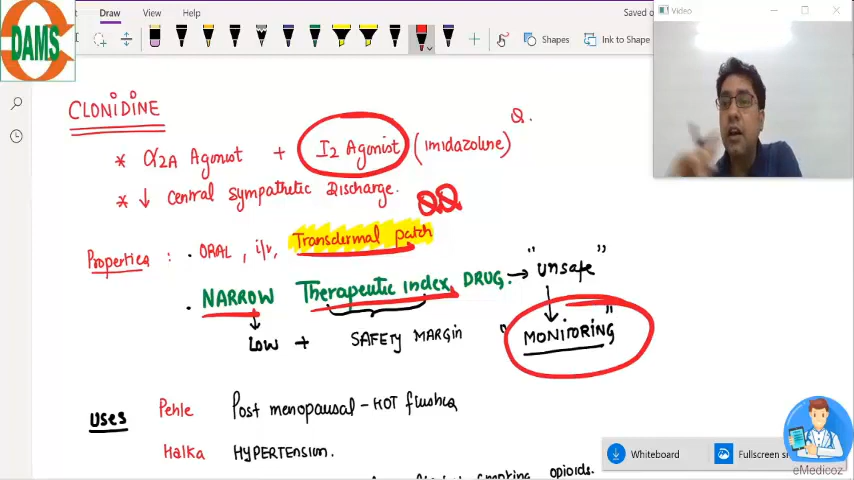 DAMS
Draw View Help Saved o
Shapes Ink to Shape
Video
CLONIDINE
Q.
* α2A Agonist + I2 Agonist (imidazoline)
* ↓ Central Sympathetic Discharge.
QQ
Properties : • ORAL, i/v, Transdermal patch
• NARROW Therapeutic index DRUG. → "unsafe"
Low + SAFETY MARGIN "MONITORING"
Uses Pehle Post menopausal - HOT flushes
Halka HYPERTENSION.
smoking opioids.
Whiteboard Fullscreen
eMedicoz